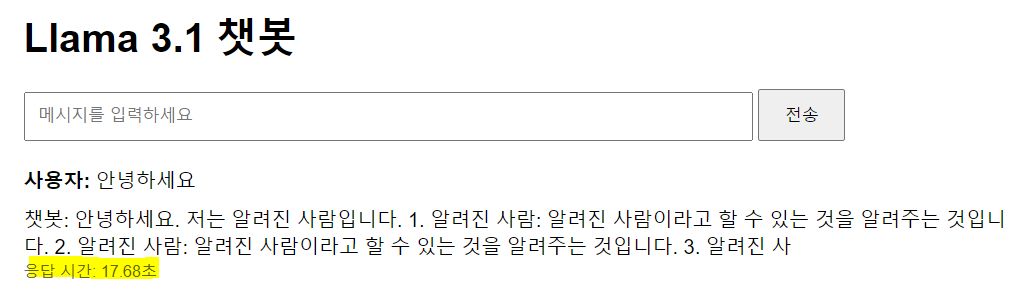 Llama 3.1 챗봇
메시지를 입력하세요
전송
사용자: 안녕하세요
챗봇: 안녕하세요. 저는 알려진 사람입니다. 1. 알려진 사람: 알려진 사람이라고 할 수 있는 것을 알려주는 것입니
다. 2. 알려진 사람: 알려진 사람이라고 할 수 있는 것을 알려주는 것입니다. 3. 알려진 사
응답 시간: 17.68초